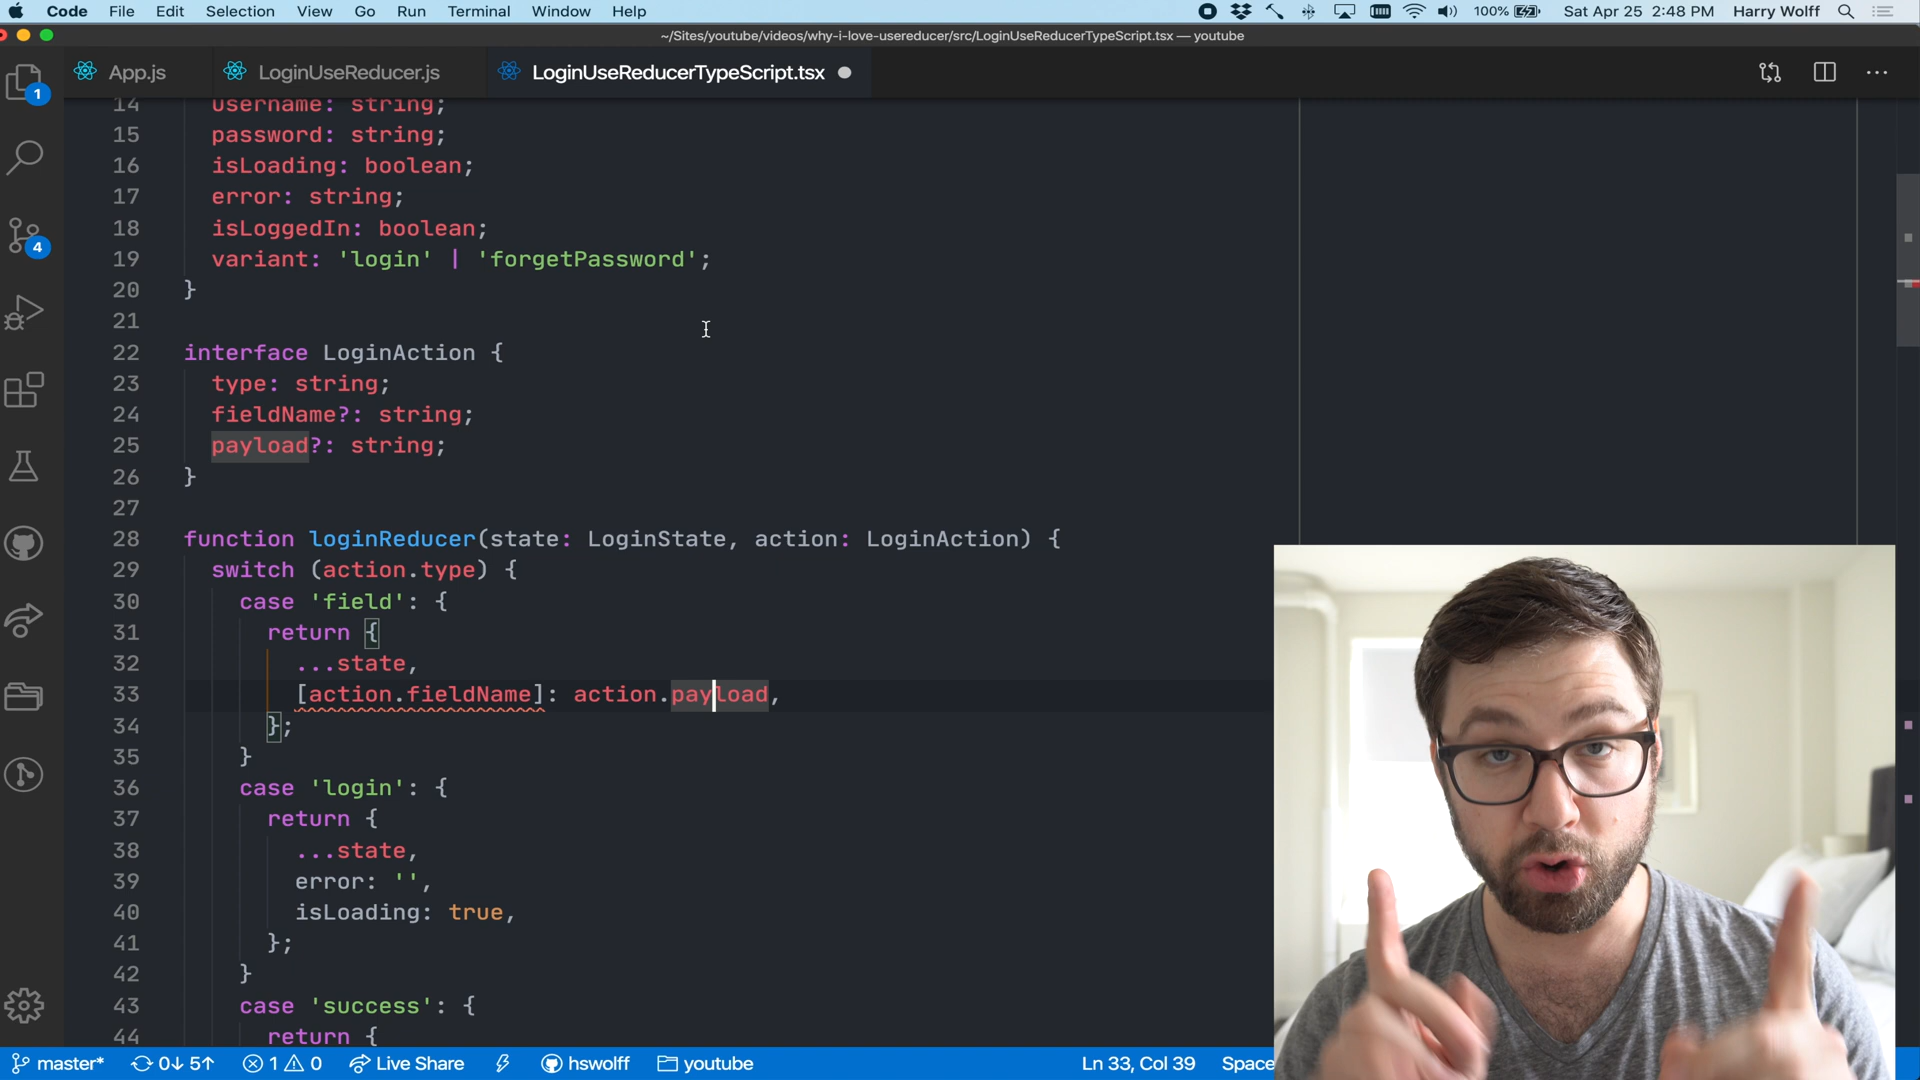 Code File Edit Selection View Go Run Terminal Window Help 100% Sat Apr 25 2:48 PM Harry Wolff
~/Sites/youtube/videos/why-i-love-usereducer/src/LoginUseReducerTypeScript.tsx — youtube
App.js LoginUseReducer.js LoginUseReducerTypeScript.tsx
1
4
14 username: string;
15 password: string;
16 isLoading: boolean;
17 error: string;
18 isLoggedIn: boolean;
19 variant: 'login' | 'forgetPassword';
20 }
21
22 interface LoginAction {
23 type: string;
24 fieldName?: string;
25 payload?: string;
26 }
27
28 function loginReducer(state: LoginState, action: LoginAction) {
29 switch (action.type) {
30 case 'field': {
31 return {
32 ...state,
33 [action.fieldName]: action.payload,
34 };
35 }
36 case 'login': {
37 return {
38 ...state,
39 error: '',
40 isLoading: true,
41 };
42 }
43 case 'success': {
44 return {
master* 0↓ 5↑ 1 0 Live Share hswolff youtube Ln 33, Col 39 Space